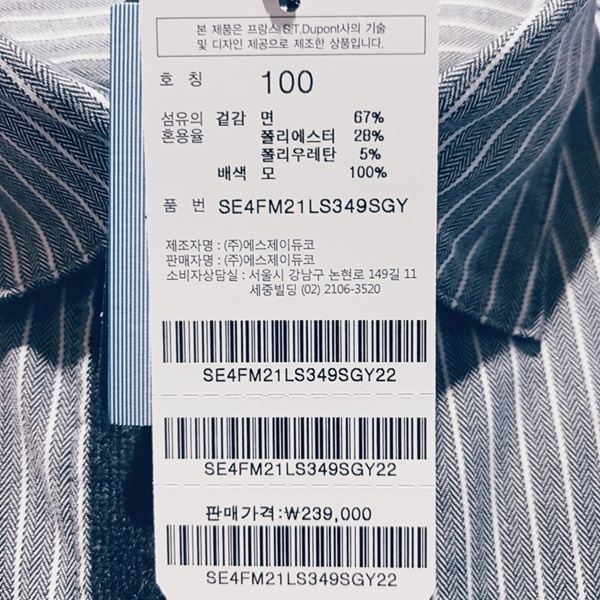 본 제품은 프랑스 S.T.Dupont사의 기술
및 디자인 제공으로 제조한 상품입니다.
호 칭 100
섬유의 겉감 면 67%
혼용율 폴리에스터 28%
폴리우레탄 5%
배색 모 100%
품 번 SE4FM21LS349SGY
제조자명 : (주)에스제이듀코
판매자명 : (주)에스제이듀코
소비자상담실 : 서울시 강남구 논현로 149길 11
세중빌딩 (02) 2106-3520
SE4FM21LS349SGY22
SE4FM21LS349SGY22
판매가격:₩239,000
SE4FM21LS349SGY22